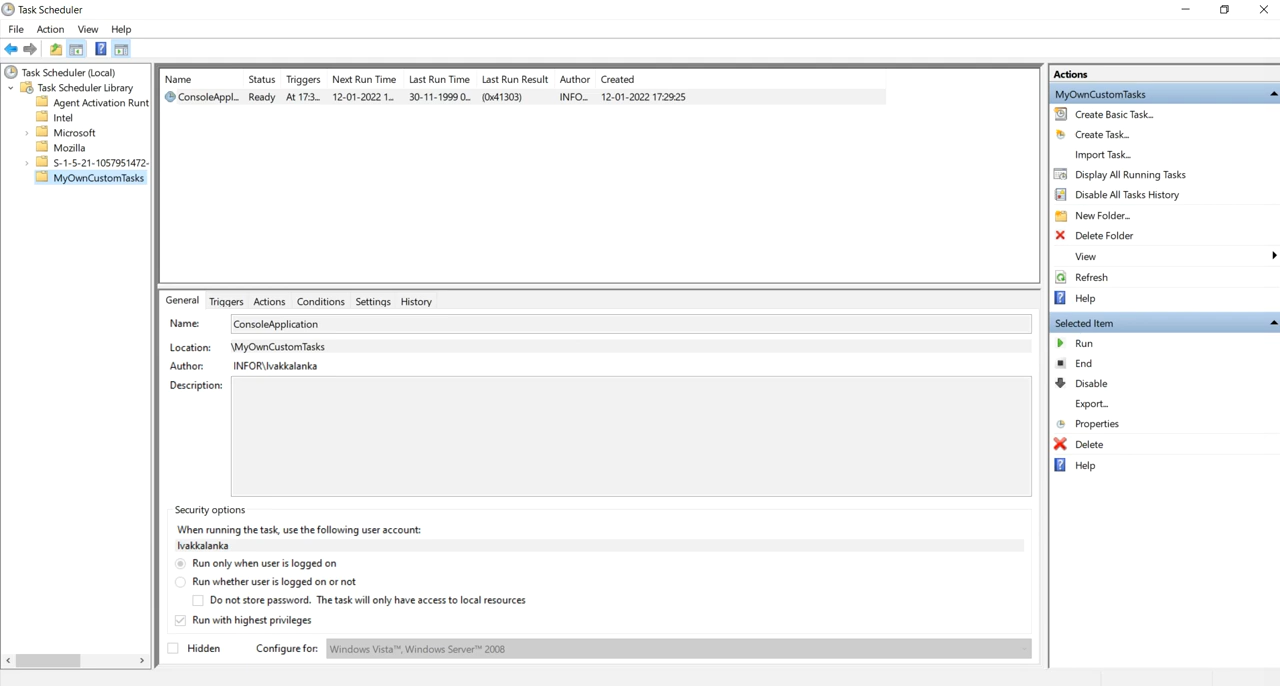 Task Scheduler
File Action View Help
Task Scheduler (Local)
Task Scheduler Library
Agent Activation Runt
Intel
Microsoft
Mozilla
S-1-5-21-1057951472-
MyOwnCustomTasks
Name Status Triggers Next Run Time Last Run Time Last Run Result Author Created
ConsoleAppl... Ready At 17:3... 12-01-2022 1... 30-11-1999 0... (0x41303) INFO... 12-01-2022 17:29:25
General Triggers Actions Conditions Settings History
Name: ConsoleApplication
Location: \MyOwnCustomTasks
Author: INFOR\lvakkalanka
Description:
Security options
When running the task, use the following user account:
lvakkalanka
Run only when user is logged on
Run whether user is logged on or not
Do not store password. The task will only have access to local resources
Run with highest privileges
Hidden Configure for: Windows Vista™, Windows Server™ 2008
Actions
MyOwnCustomTasks
Create Basic Task...
Create Task...
Import Task...
Display All Running Tasks
Disable All Tasks History
New Folder...
Delete Folder
View
Refresh
Help
Selected Item
Run
End
Disable
Export...
Properties
Delete
Help